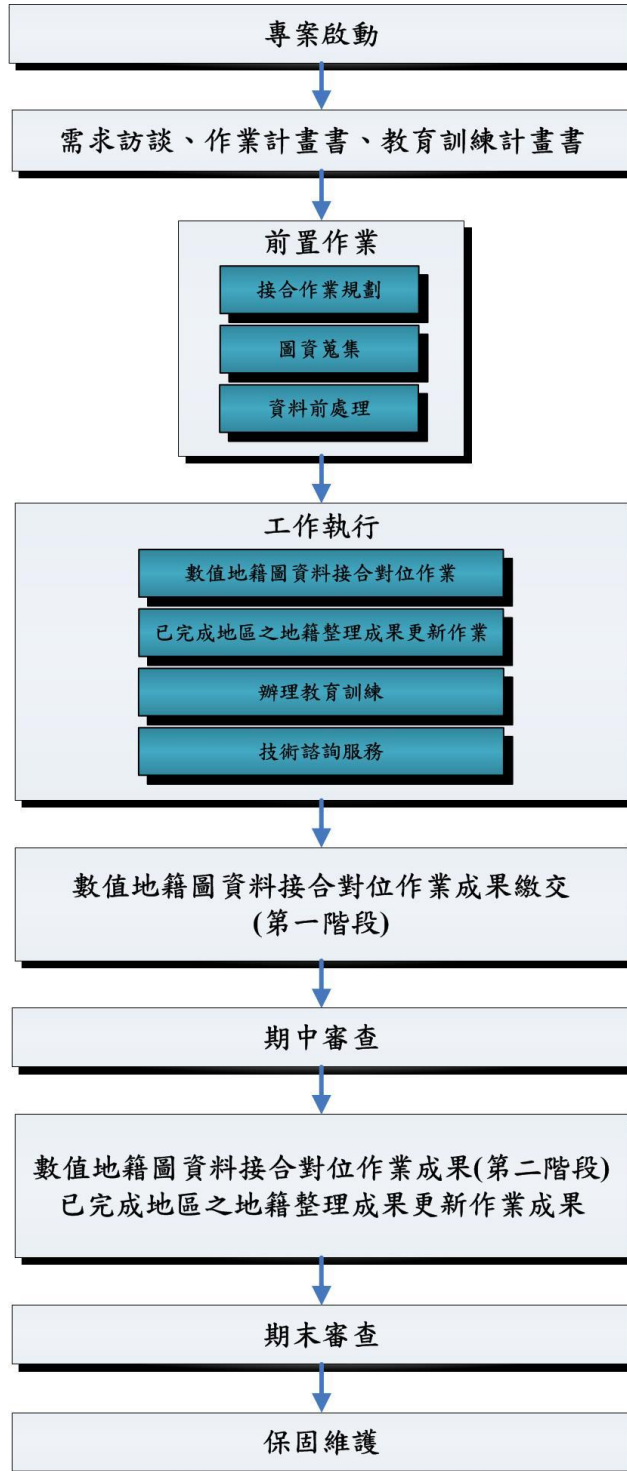 專案啟動
需求訪談、作業計畫書、教育訓練計畫書
前置作業
接合作業規劃
圖資蒐集
資料前處理
工作執行
數值地籍圖資料接合對位作業
已完成地區之地籍整理成果更新作業
辦理教育訓練
技術諮詢服務
數值地籍圖資料接合對位作業成果繳交
(第一階段)
期中審查
數值地籍圖資料接合對位作業成果(第二階段)
已完成地區之地籍整理成果更新作業成果
期末審查
保固維護